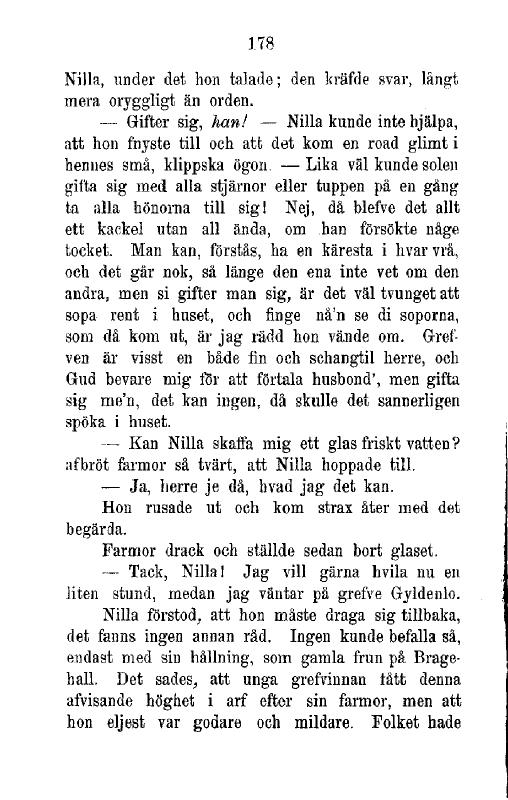 178
Nilla, under det hon talade; den kräfde svar, långt
mera oryggligt än orden.
— Gifter sig, han! — Nilla kunde inte hjälpa,
att hon fnyste till och att det kom en road glimt i
hennes små, klippska ögon. — Lika väl kunde solen
gifta sig med alla stjärnor eller tuppen på en gång
ta alla hönorna till sig! Nej, då blefve det allt
ett kackel utan all ända, om han försökte någe
tocket. Man kan, förstås, ha en käresta i hvar vrå,
och det går nok, så länge den ena inte vet om den
andra, men si gifter man sig, är det väl tvunget att
sopa rent i huset, och finge nå'n se di soporna,
som då kom ut, är jag rädd hon vände om. Gref-
ven är visst en både fin och schangtil herre, och
Gud bevare mig för att förtala husbond', men gifta
sig me'n, det kan ingen, då skulle det sannerligen
spöka i huset.
— Kan Nilla skaffa mig ett glas friskt vatten?
afbröt farmor så tvärt, att Nilla hoppade till.
— Ja, herre je då, hvad jag det kan.
Hon rusade ut och kom strax åter med det
begärda.
Farmor drack och ställde sedan bort glaset.
— Tack, Nilla! Jag vill gärna hvila nu en
liten stund, medan jag väntar på grefve Gyldenlo.
Nilla förstod, att hon måste draga sig tillbaka,
det fanns ingen annan råd. Ingen kunde befalla så,
endast med sin hållning, som gamla frun på Brage-
hall. Det sades, att unga grefvinnan fått denna
afvisande höghet i arf efter sin farmor, men att
hon eljest var godare och mildare. Folket hade